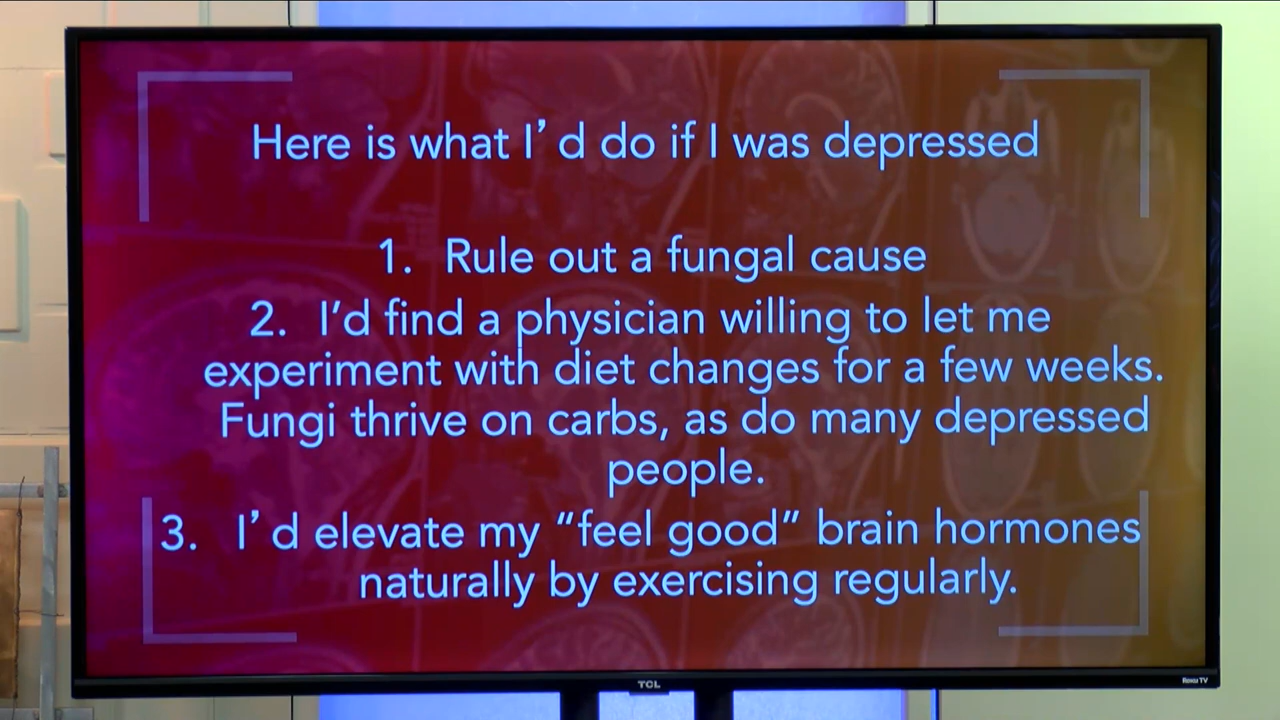 Here is what I’d do if I was depressed
1. Rule out a fungal cause
2. I’d find a physician willing to let me
experiment with diet changes for a few weeks.
Fungi thrive on carbs, as do many depressed
people.
3. I’d elevate my “feel good” brain hormones
naturally by exercising regularly.
TCL
Roku TV